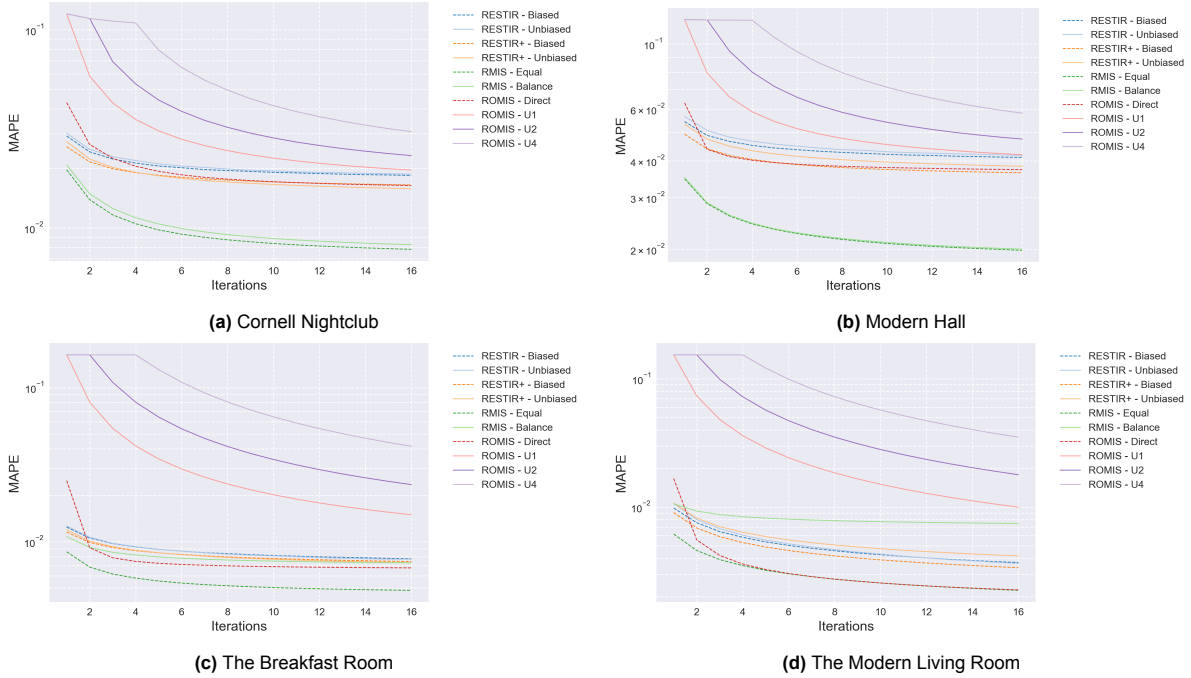 10⁻¹
10⁻²
MAPE
2 4 6 8 10 12 14 16
Iterations
RESTIR - Biased
RESTIR - Unbiased
RESTIR+ - Biased
RESTIR+ - Unbiased
RMIS - Equal
RMIS - Balance
ROMIS - Direct
ROMIS - U1
ROMIS - U2
ROMIS - U4
(a) Cornell Nightclub
10⁻¹
6 × 10⁻²
4 × 10⁻²
3 × 10⁻²
2 × 10⁻²
MAPE
2 4 6 8 10 12 14 16
Iterations
RESTIR - Biased
RESTIR - Unbiased
RESTIR+ - Biased
RESTIR+ - Unbiased
RMIS - Equal
RMIS - Balance
ROMIS - Direct
ROMIS - U1
ROMIS - U2
ROMIS - U4
(b) Modern Hall
10⁻¹
10⁻²
MAPE
2 4 6 8 10 12 14 16
Iterations
RESTIR - Biased
RESTIR - Unbiased
RESTIR+ - Biased
RESTIR+ - Unbiased
RMIS - Equal
RMIS - Balance
ROMIS - Direct
ROMIS - U1
ROMIS - U2
ROMIS - U4
(c) The Breakfast Room
10⁻¹
10⁻²
MAPE
2 4 6 8 10 12 14 16
Iterations
RESTIR - Biased
RESTIR - Unbiased
RESTIR+ - Biased
RESTIR+ - Unbiased
RMIS - Equal
RMIS - Balance
ROMIS - Direct
ROMIS - U1
ROMIS - U2
ROMIS - U4
(d) The Modern Living Room